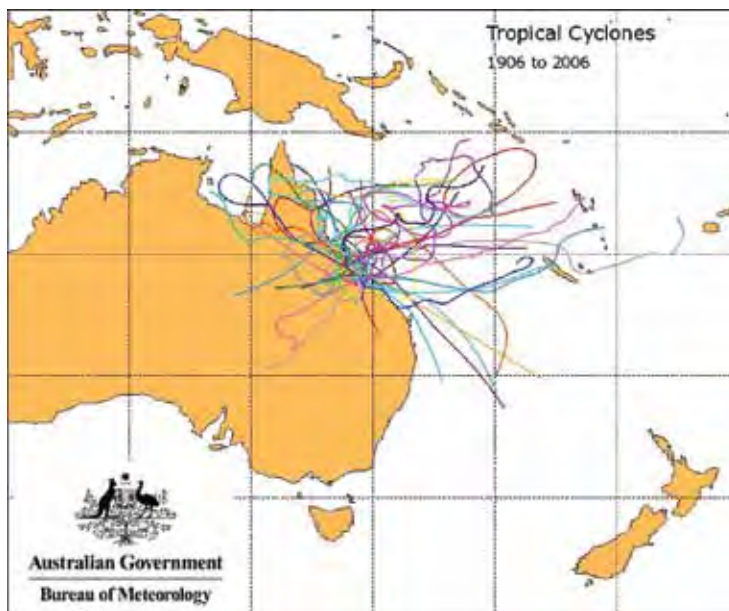 Tropical Cyclones
1906 to 2006
Australian Government
Bureau of Meteorology